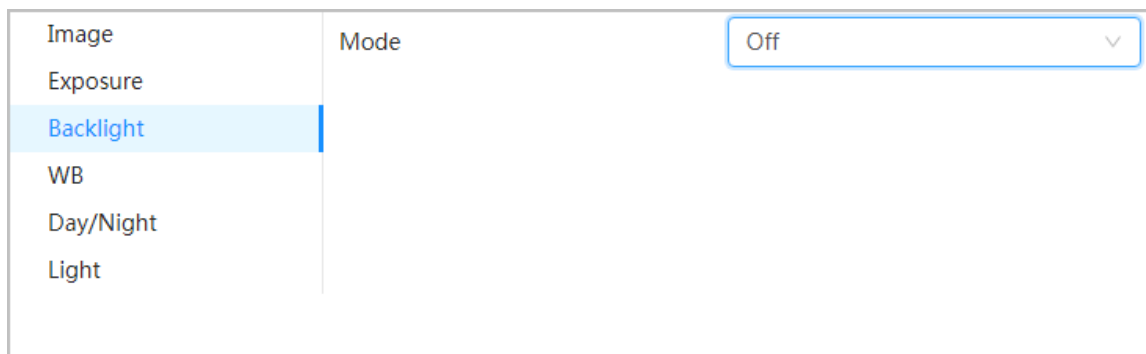 Image
Exposure
Backlight
WB
Day/Night
Light
Mode
Off